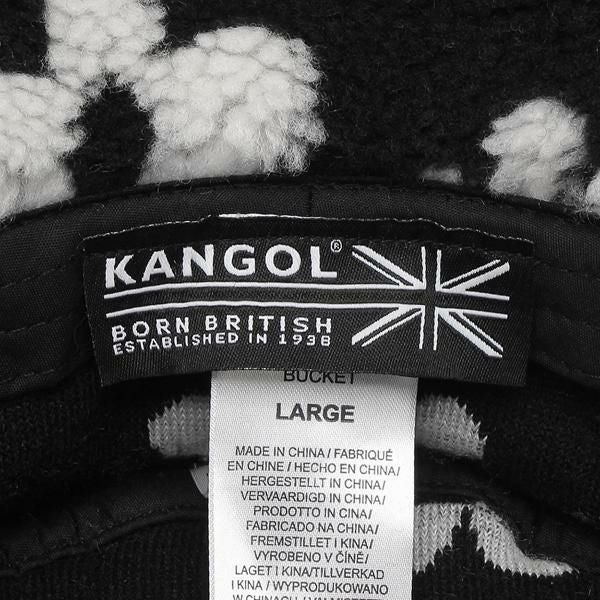 KANGOL®
BORN BRITISH
ESTABLISHED IN 1938
BUCKET
LARGE
MADE IN CHINA / FABRIQUÉ
EN CHINE / HECHO EN CHINA /
HERGESTELLT IN CHINA /
VERVAARDIGD IN CHINA /
PRODOTTO IN CINA /
FABRICADO NA CHINA /
FREMSTILLET I KINA /
VYROBENO V ČÍNĚ /
LAGET I KINA / TILLVERKAD
I KINA / WYPRODUKOWANO
W CHINACH /